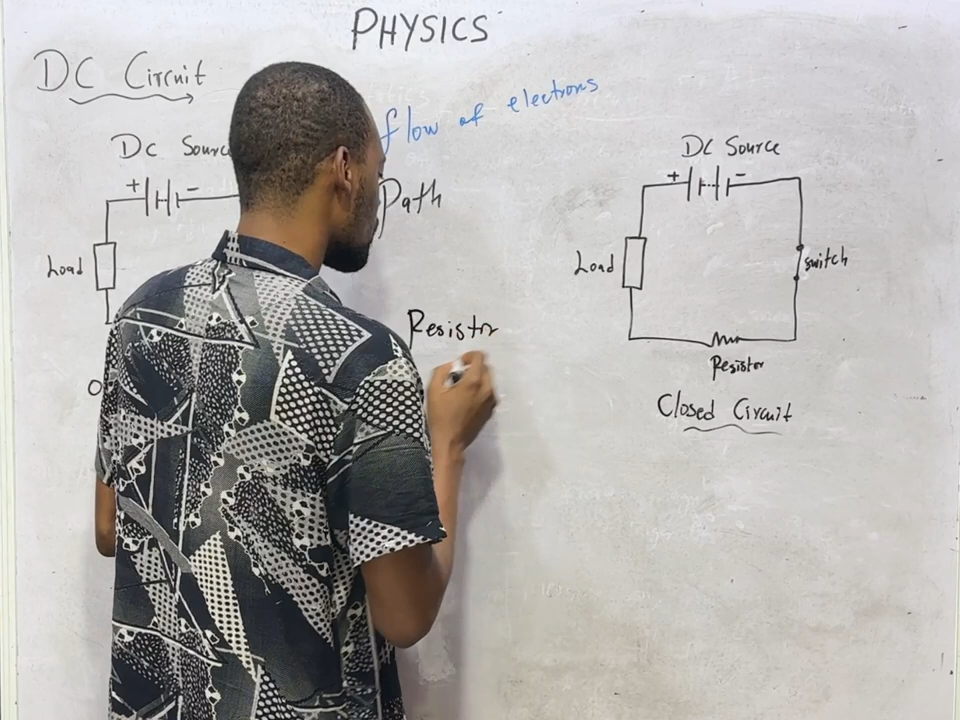 PHYSICS
DC Circuit
flow of electrons
DC Source
+ -
Path
Load
Resistor
DC Source
+ -
Load
switch
Resistor
Closed Circuit